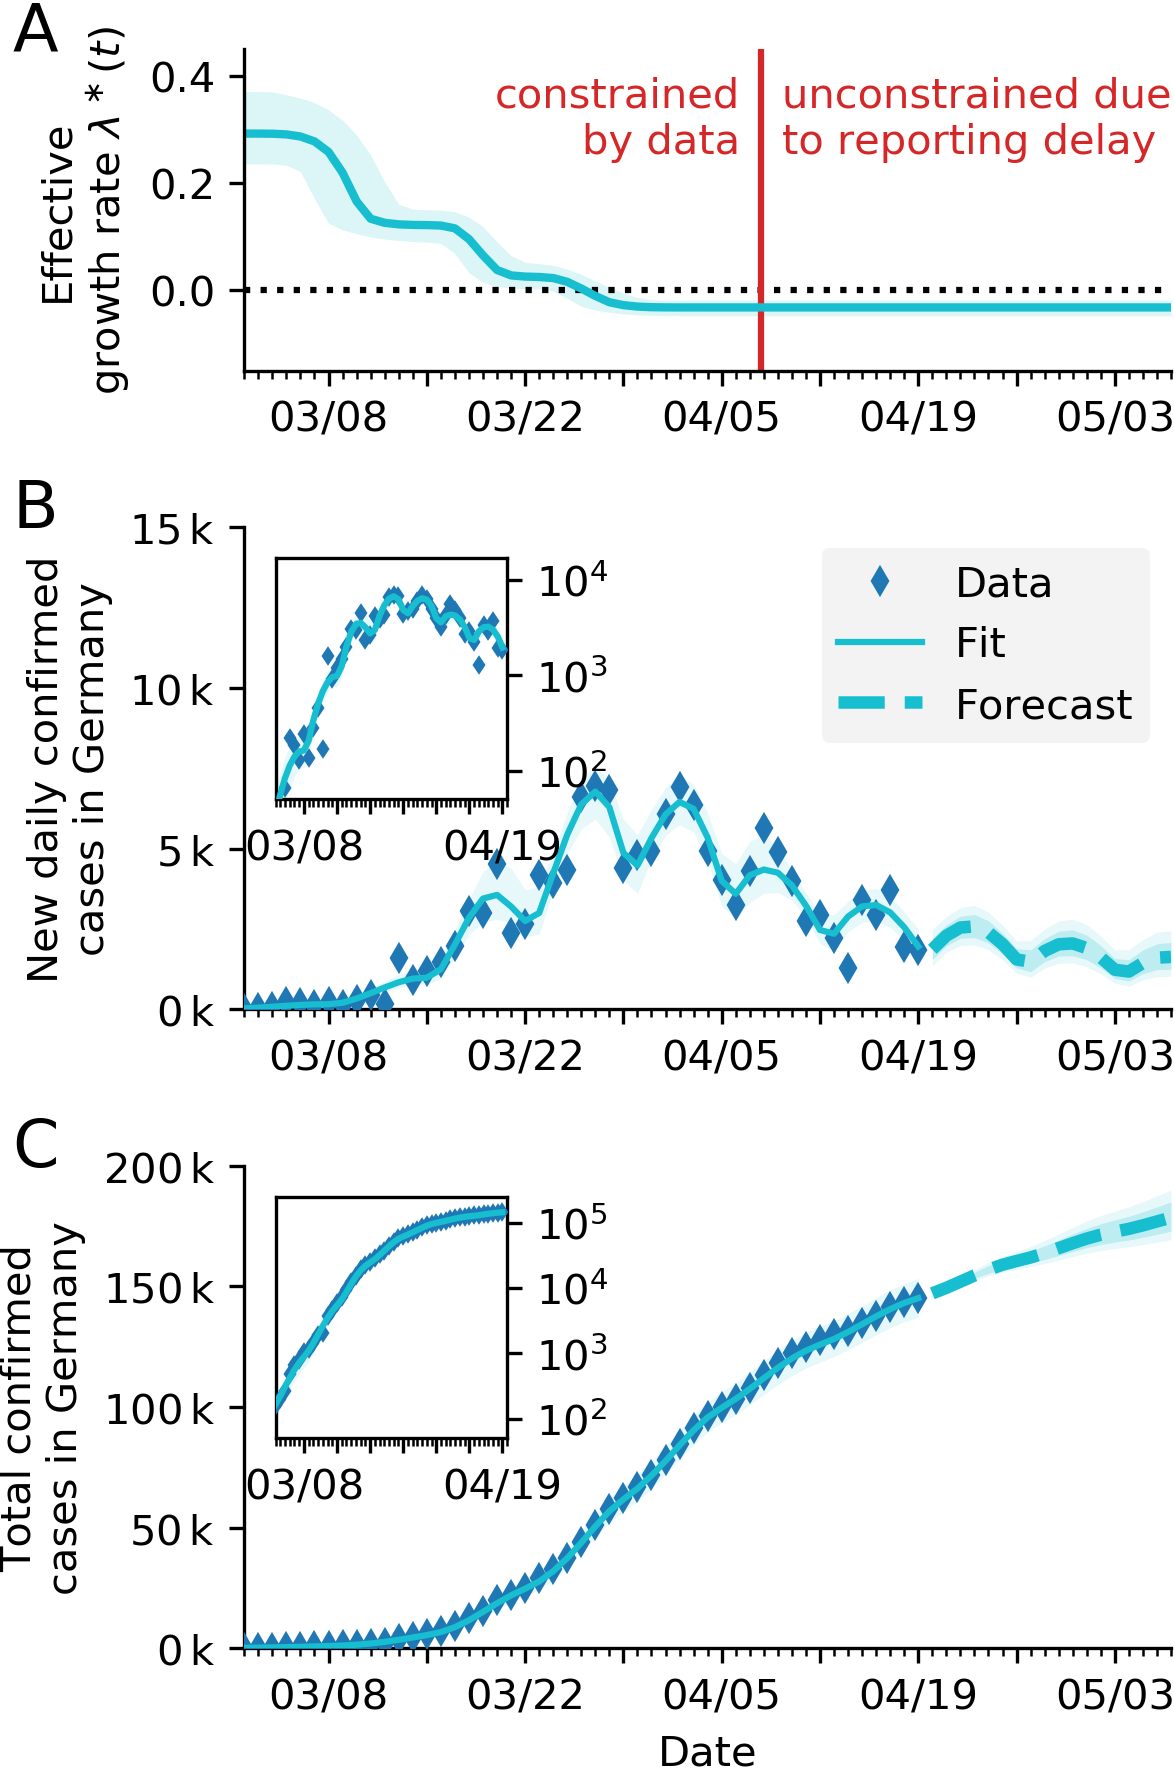 A
Effective
growth rate λ * (t)
0.4
0.2
0.0
constrained
by data
unconstrained due
to reporting delay
03/08
03/22
04/05
04/19
05/03
B
New daily confirmed
cases in Germany
15 k
10 k
5 k
0 k
10⁴
10³
10²
03/08
04/19
Data
Fit
Forecast
03/08
03/22
04/05
04/19
05/03
C
Total confirmed
cases in Germany
200 k
150 k
100 k
50 k
0 k
10⁵
10⁴
10³
10²
03/08
04/19
03/08
03/22
04/05
04/19
05/03
Date